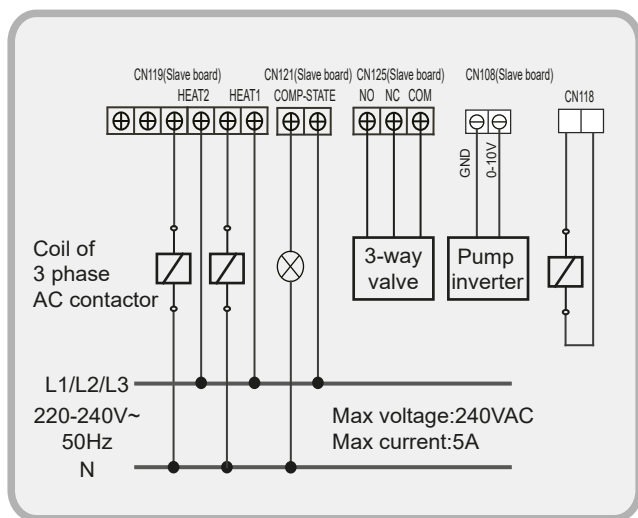 CN119(Slave board) CN121(Slave board) CN125(Slave board) CN108(Slave board)
HEAT2 HEAT1 COMP-STATE NO NC COM CN118
GND 0-10V
Coil of
3 phase
AC contactor
3-way
valve
Pump
inverter
L1/L2/L3
220-240V~
50Hz
N
Max voltage:240VAC
Max current:5A